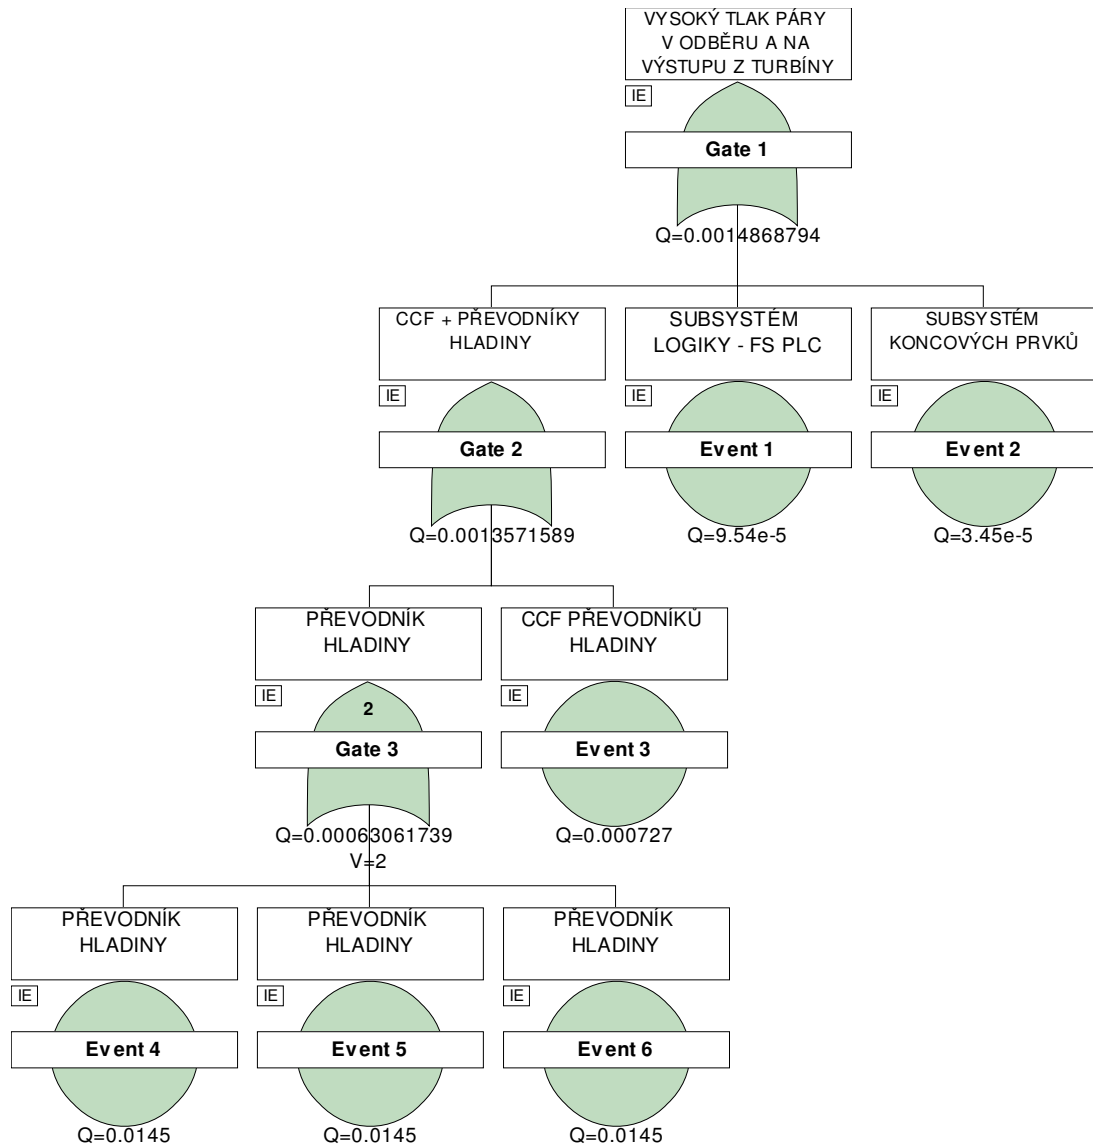 VYSOKÝ TLAK PÁRY
V ODBĚRU A NA
VÝSTUPU Z TURBÍNY
IE
Gate 1
Q=0.0014868794
CCF + PŘEVODNÍKY
HLADINY
IE
Gate 2
Q=0.0013571589
SUBSYSTÉM
LOGIKY - FS PLC
IE
Event 1
Q=9.54e-5
SUBSYSTÉM
KONCOVÝCH PRVKŮ
IE
Event 2
Q=3.45e-5
PŘEVODNÍK
HLADINY
IE
2
Gate 3
Q=0.00063061739
V=2
CCF PŘEVODNÍKŮ
HLADINY
IE
Event 3
Q=0.000727
PŘEVODNÍK
HLADINY
IE
Event 4
Q=0.0145
PŘEVODNÍK
HLADINY
IE
Event 5
Q=0.0145
PŘEVODNÍK
HLADINY
IE
Event 6
Q=0.0145